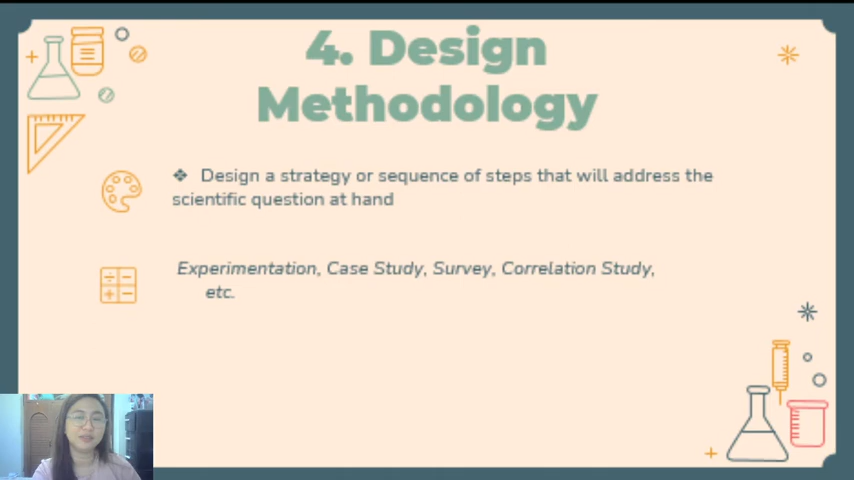 4. Design
Methodology
❖ Design a strategy or sequence of steps that will address the
scientific question at hand
Experimentation, Case Study, Survey, Correlation Study,
etc.